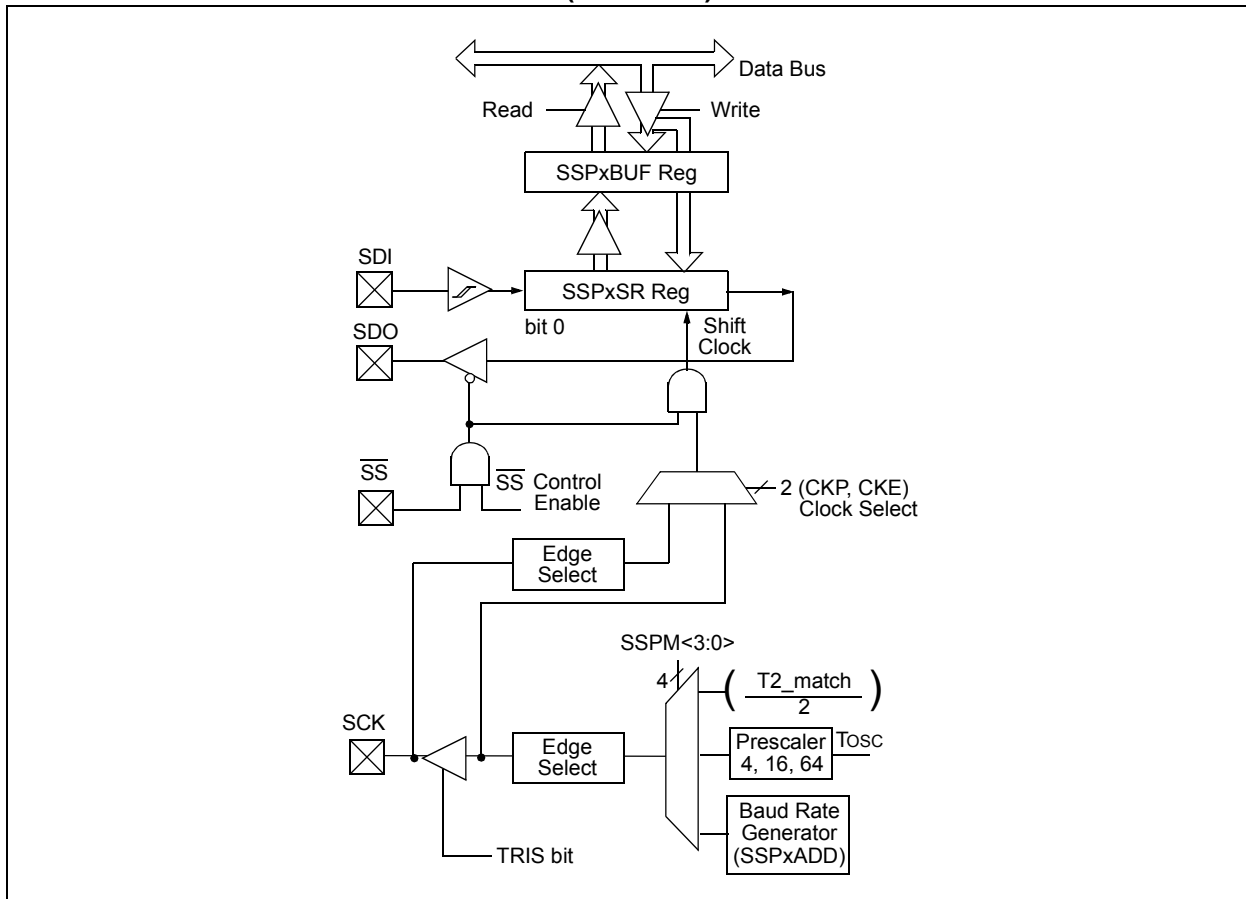 Data Bus
Read
Write
SSPxBUF Reg
SDI
SSPxSR Reg
bit 0
Shift
Clock
SDO
SS
SS Control
Enable
2 (CKP, CKE)
Clock Select
Edge
Select
SSPM<3:0>
4
( T2_match )
2
SCK
Edge
Select
Prescaler
4, 16, 64
TOSC
Baud Rate
Generator
(SSPxADD)
TRIS bit